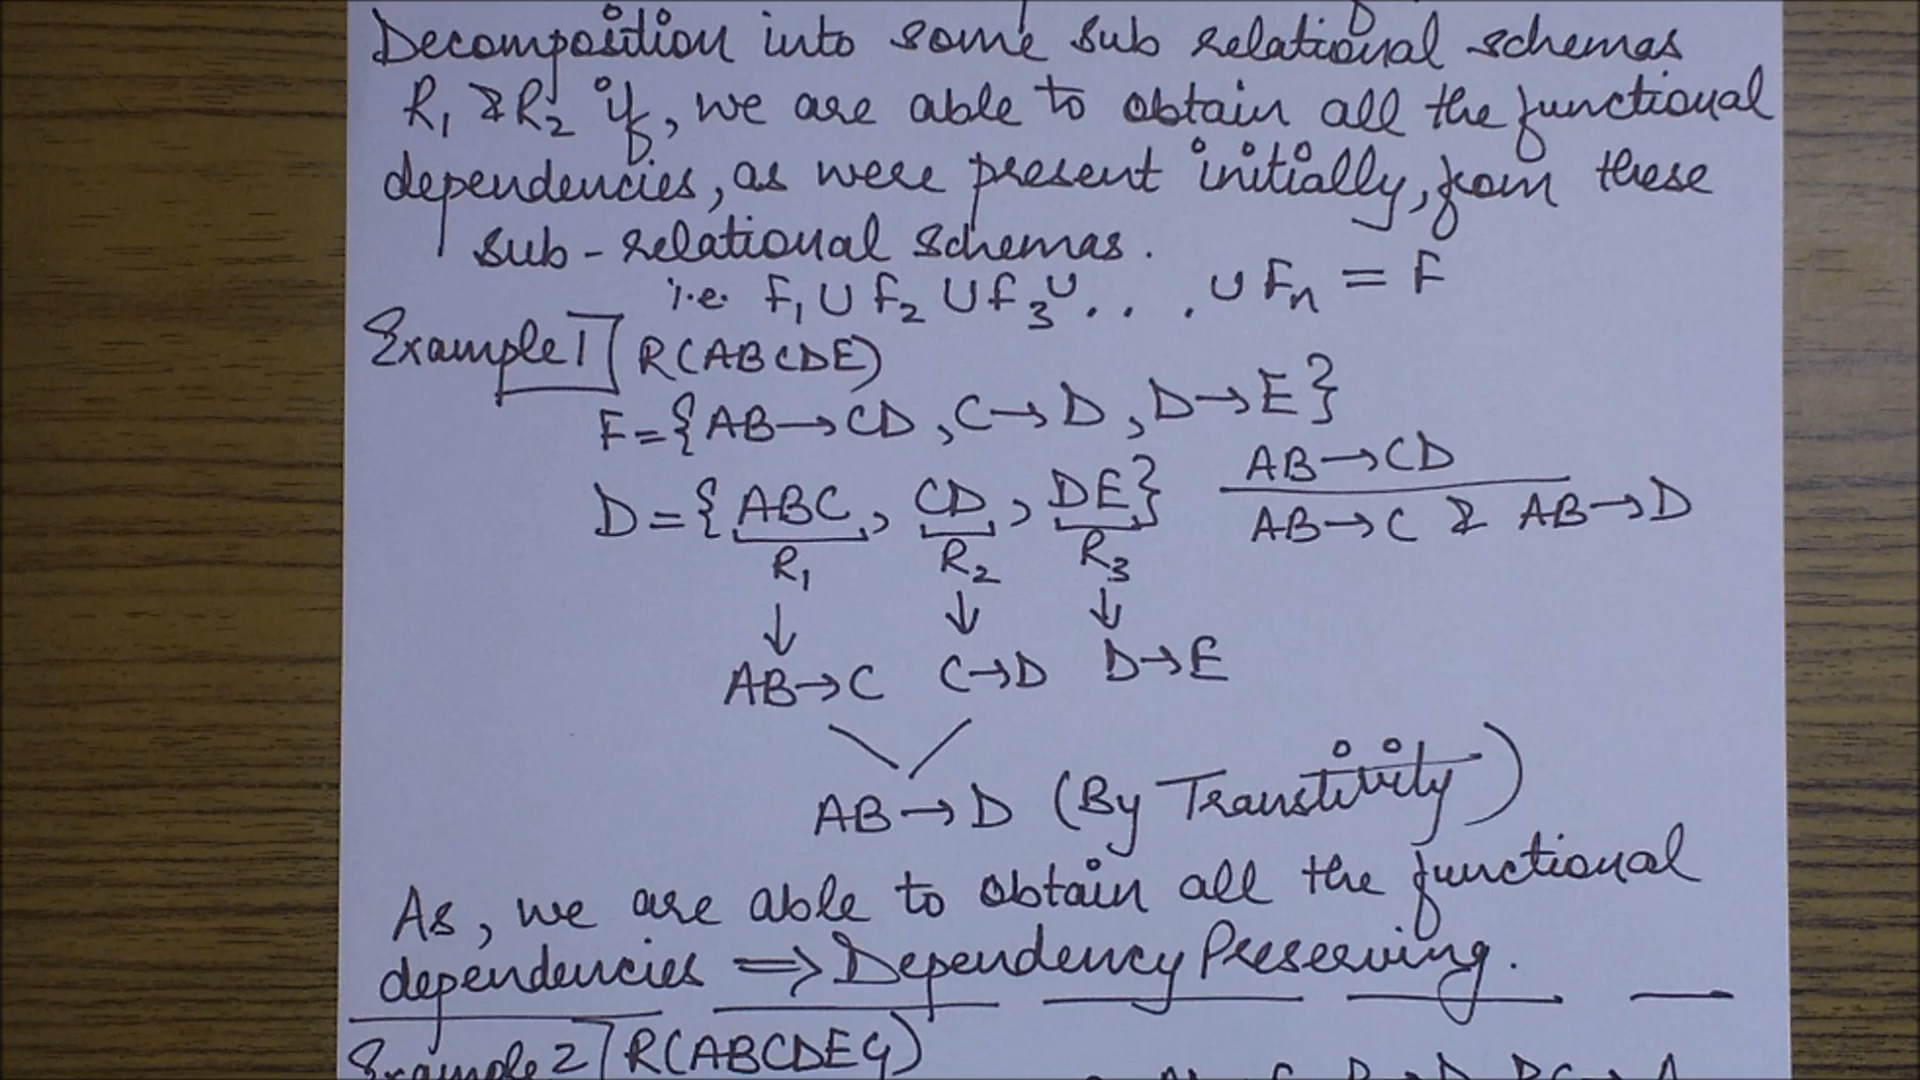 Decomposition into some sub relational schemas
R₁ & R₂ if, we are able to obtain all the functional
dependencies, as were present initially, from these
sub-relational schemas.
i.e. F₁ ∪ F₂ ∪ F₃ ∪ . . . . ∪ Fₙ = F
Example 1 R(ABCDE)
F={AB→CD, C→D, D→E}
AB→CD
D={ABC, CD, DE}
AB→C & AB→D
R₁ R₂ R₃
↓ ↓ ↓
AB→C C→D D→E
AB→D (By Transtivity)
As, we are able to obtain all the functional
dependencies ⟹ Dependency Preserving.
Example 2 R(ABCDEG)